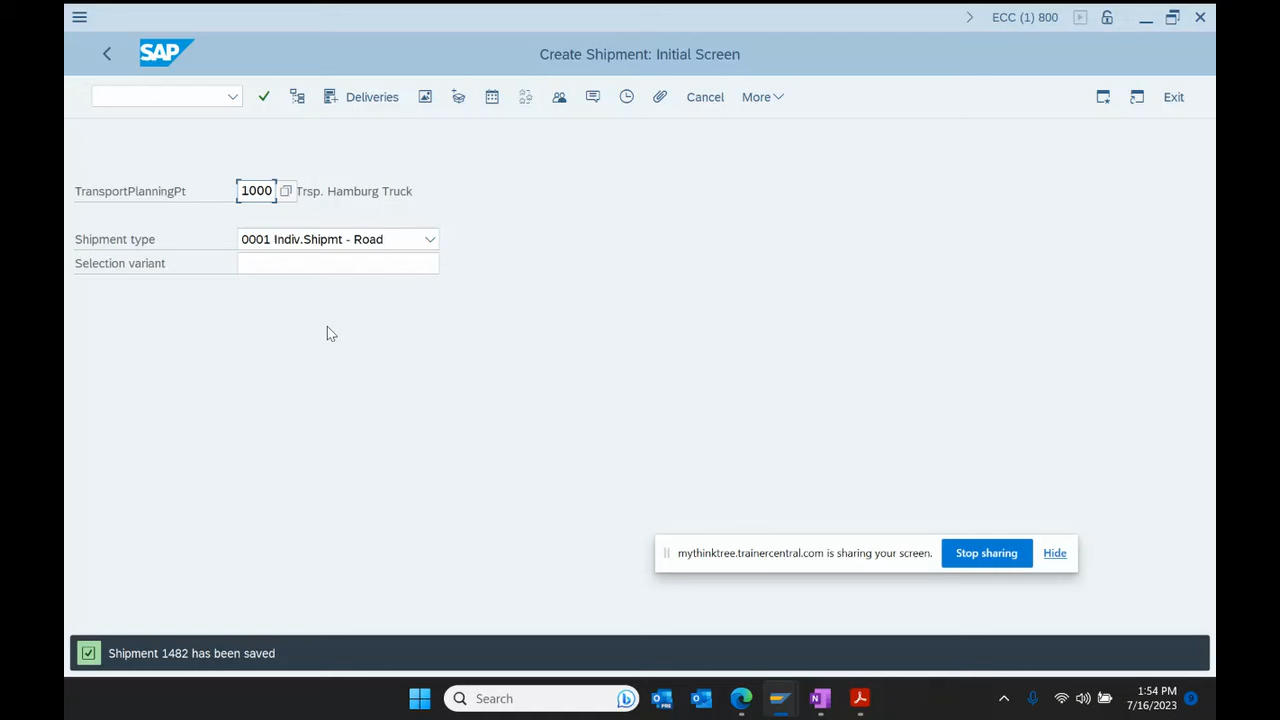 ECC (1) 800
SAP
Create Shipment: Initial Screen
Deliveries
Cancel
More
Exit
TransportPlanningPt 1000 Trsp. Hamburg Truck
Shipment type 0001 Indiv.Shipmt - Road
Selection variant
mythinktree.trainercentral.com is sharing your screen. Stop sharing Hide
Shipment 1482 has been saved
Search
1:54 PM
7/16/2023